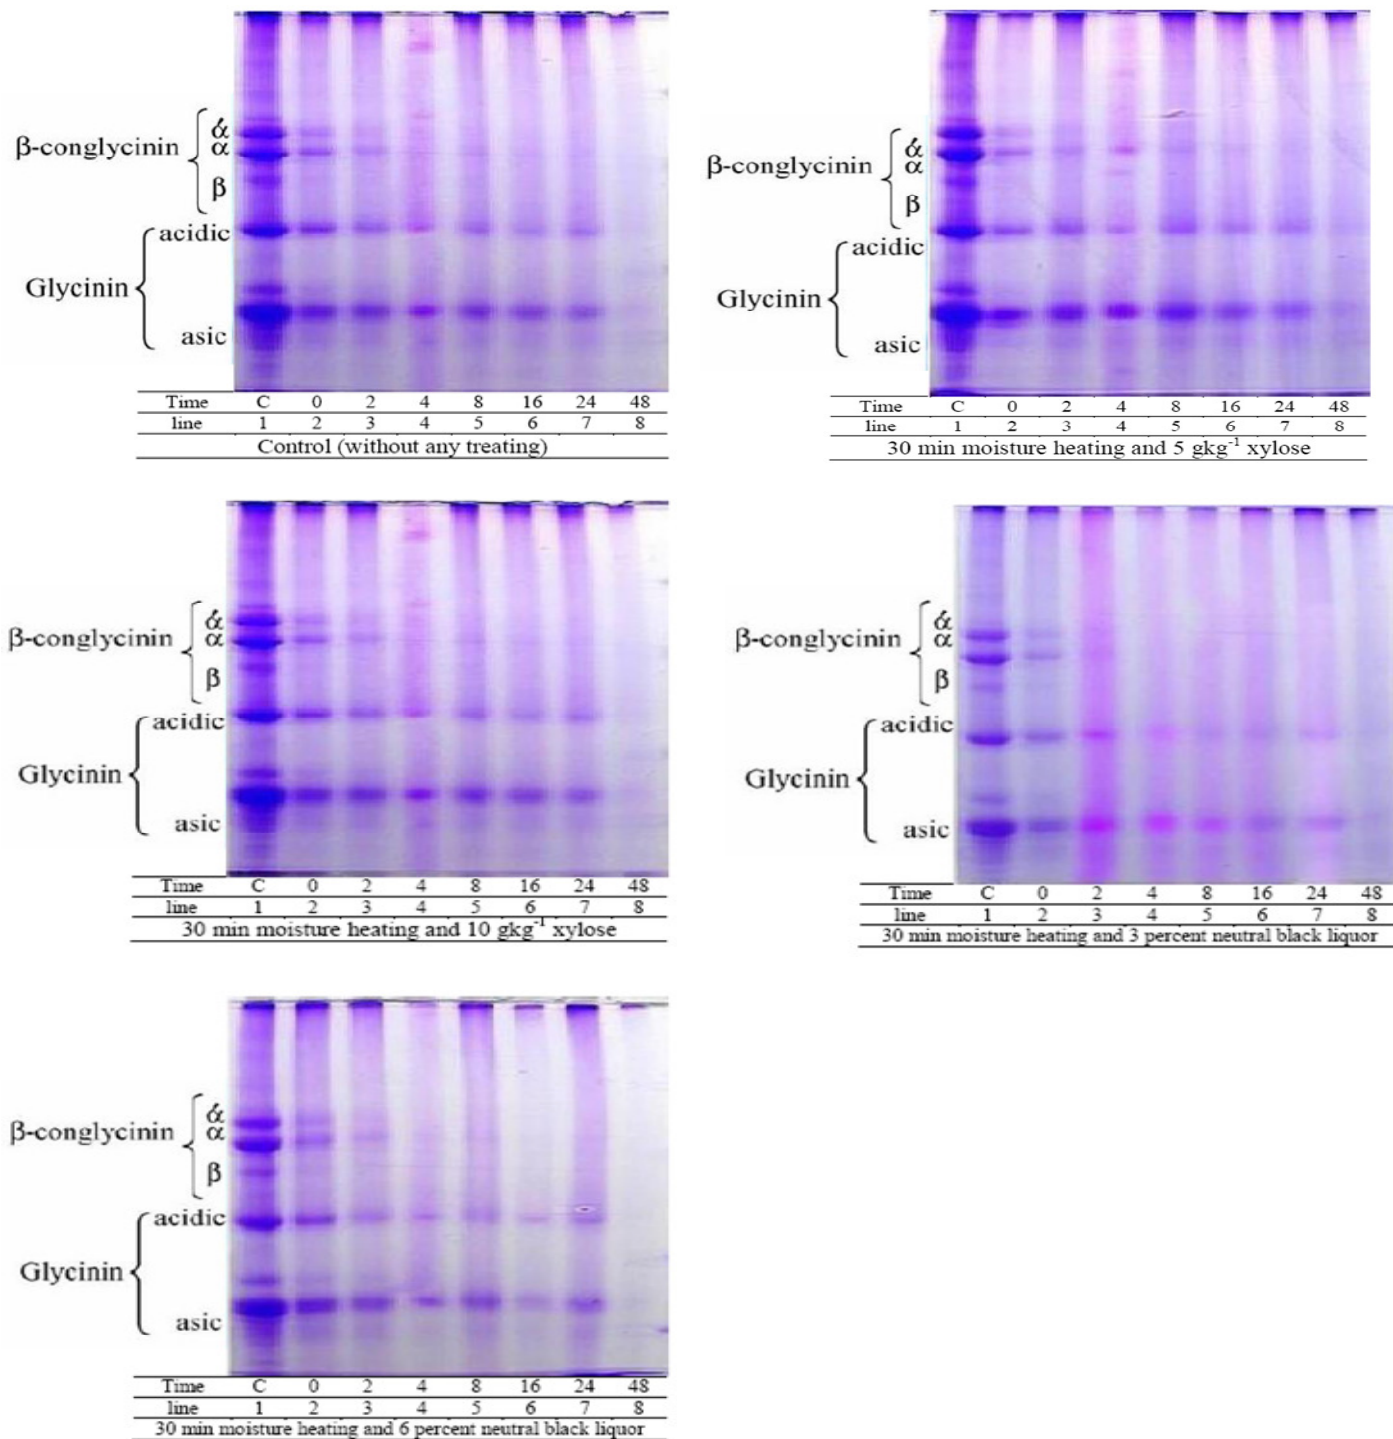 β-conglycinin
ά
α
β
acidic
Glycinin
asic
Time C 0 2 4 8 16 24 48
line 1 2 3 4 5 6 7 8
Control (without any treating)
β-conglycinin
ά
α
β
acidic
Glycinin
asic
Time C 0 2 4 8 16 24 48
line 1 2 3 4 5 6 7 8
30 min moisture heating and 5 gkg⁻¹ xylose
β-conglycinin
ά
α
β
acidic
Glycinin
asic
Time C 0 2 4 8 16 24 48
line 1 2 3 4 5 6 7 8
30 min moisture heating and 10 gkg⁻¹ xylose
β-conglycinin
ά
α
β
acidic
Glycinin
asic
Time C 0 2 4 8 16 24 48
line 1 2 3 4 5 6 7 8
30 min moisture heating and 3 percent neutral black liquor
β-conglycinin
ά
α
β
acidic
Glycinin
asic
Time C 0 2 4 8 16 24 48
line 1 2 3 4 5 6 7 8
30 min moisture heating and 6 percent neutral black liquor